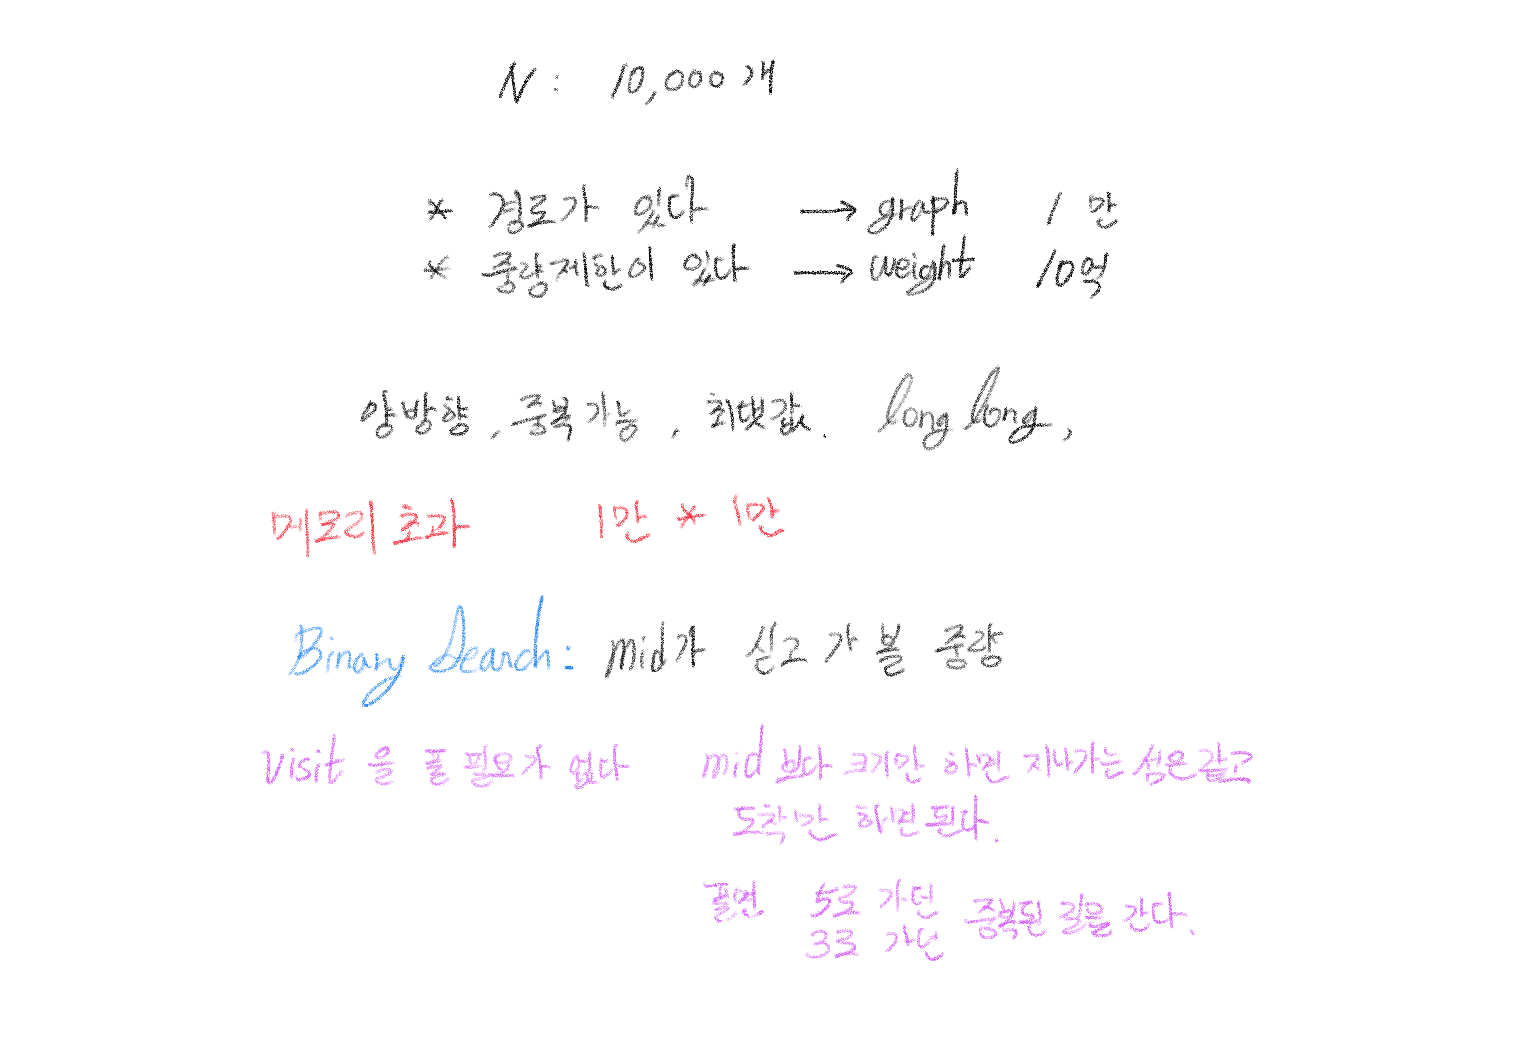 N : 10,000개
* 경로가 있다 → graph 1만
* 중량제한이 있다 → weight 10억
양방향, 중복가능, 최댓값. long long,
메모리 초과 1만 * 1만
Binary Search : mid가 싣고 가 볼 중량
visit 을 풀 필요가 없다 mid 보다 크기만 하면 지나가는 섬은 같고
도착만 하면 된다.
풀면 5로 가던 중복된 길을 간다.
3로 가던